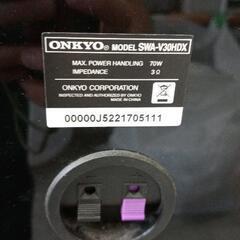 ONKYO® MODEL SWA-V30HDX
MAX. POWER HANDLING 70W
IMPEDANCE 3Ω
ONKYO CORPORATION
INSPECTED AND AUTHORIZED BY ONKYO
MADE IN CHINA
00000J5221705111